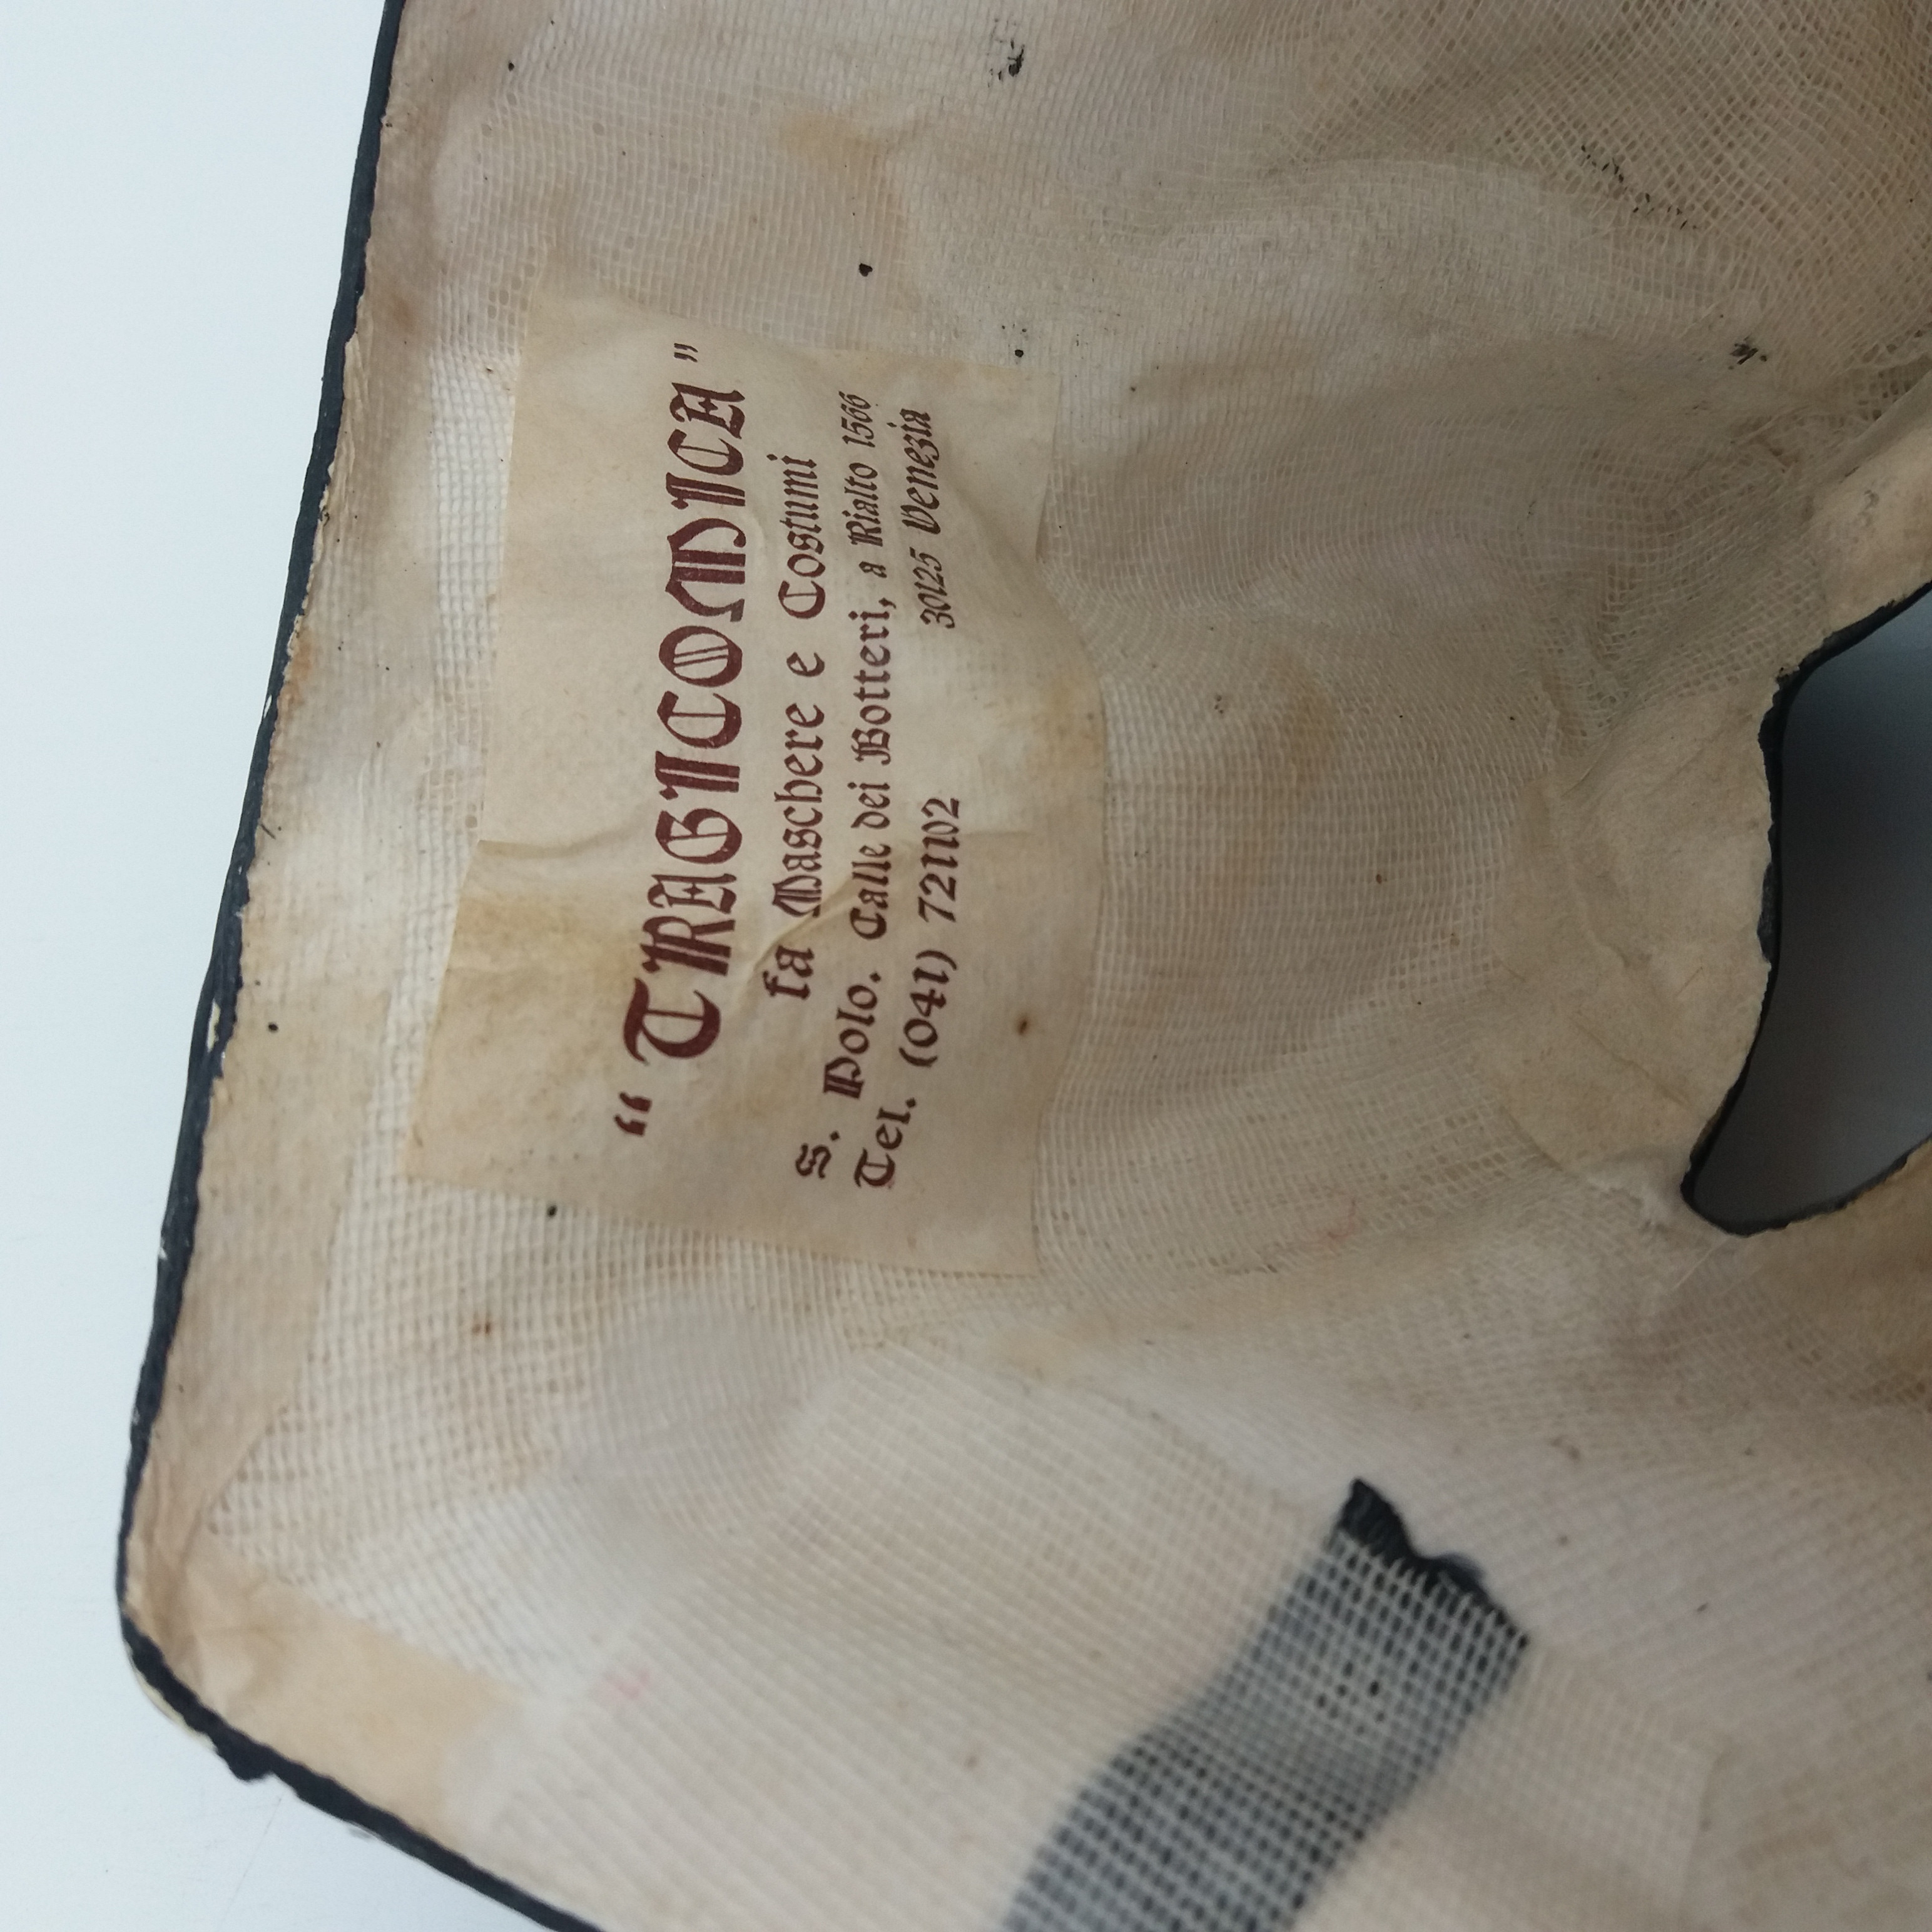 “TRAGICOMICA”
fa Maschere e Costumi
S. Polo. Calle dei Botteri, a Rialto 1566
Tel. (041) 721102 30125 Venezia